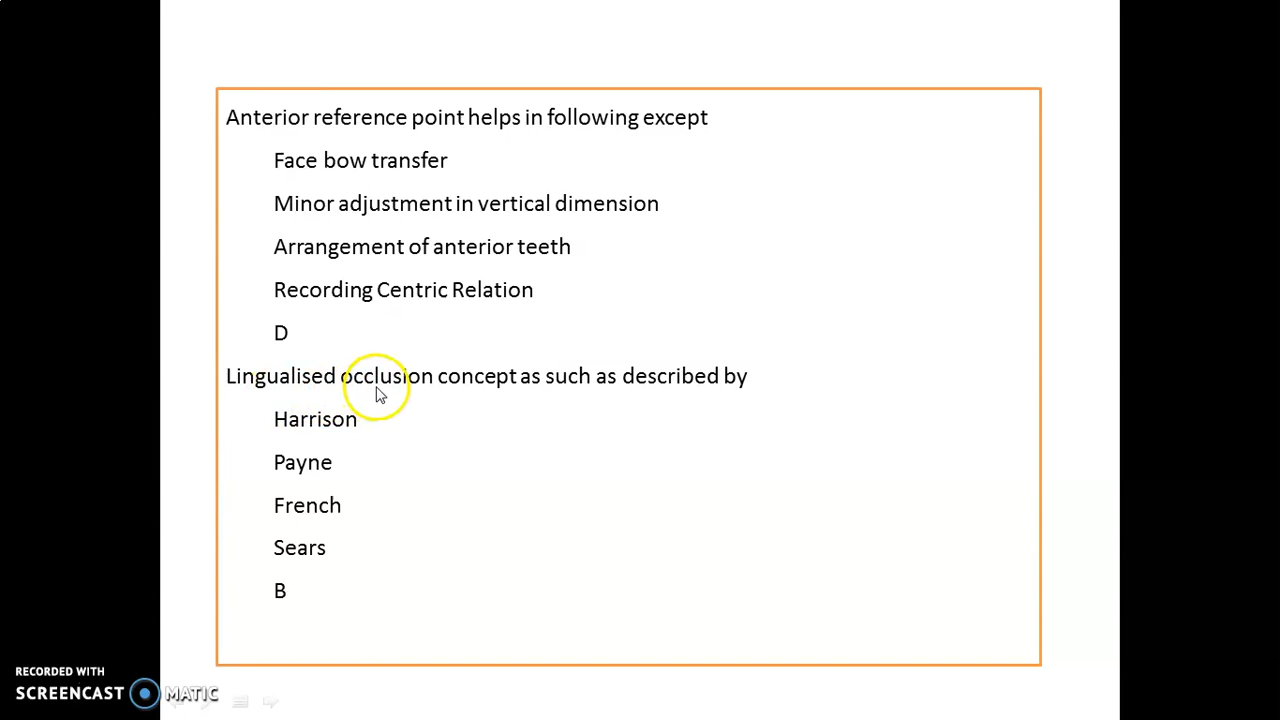 Anterior reference point helps in following except
Face bow transfer
Minor adjustment in vertical dimension
Arrangement of anterior teeth
Recording Centric Relation
D
Lingualised occlusion concept as such as described by
Harrison
Payne
French
Sears
B
RECORDED WITH
SCREENCAST MATIC